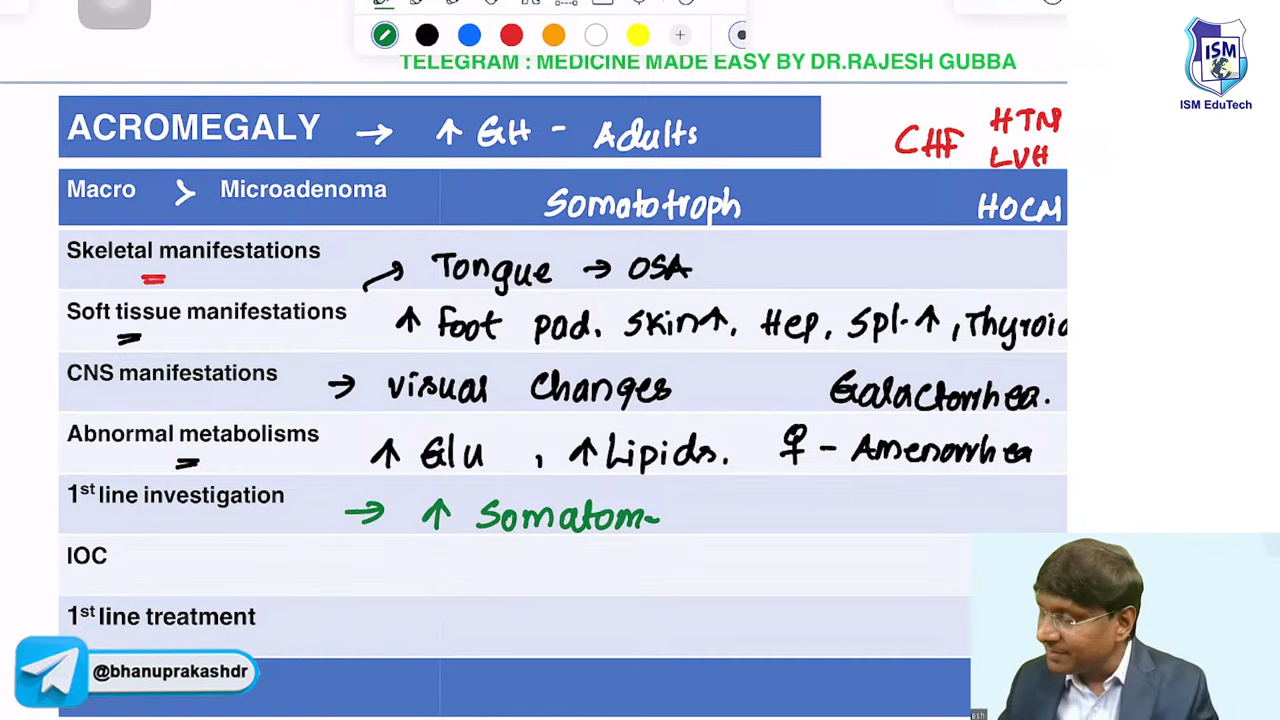 TELEGRAM : MEDICINE MADE EASY BY DR.RAJESH GUBBA
ISM
ISM EduTech
ACROMEGALY → ↑ GH - Adults
CHF HTN
LVH
Macro > Microadenoma Somatotroph HOCM
Skeletal manifestations
Tongue → OSA
Soft tissue manifestations ↑ Foot pad, Skin↑, Hep, Spl-↑, Thyroid
CNS manifestations → visual changes Galactorrhea.
Abnormal metabolisms ↑ Glu, ↑Lipids. ♀ - Amenorrhea
1st line investigation → ↑ Somatom
IOC
1st line treatment
@bhanuprakashdr